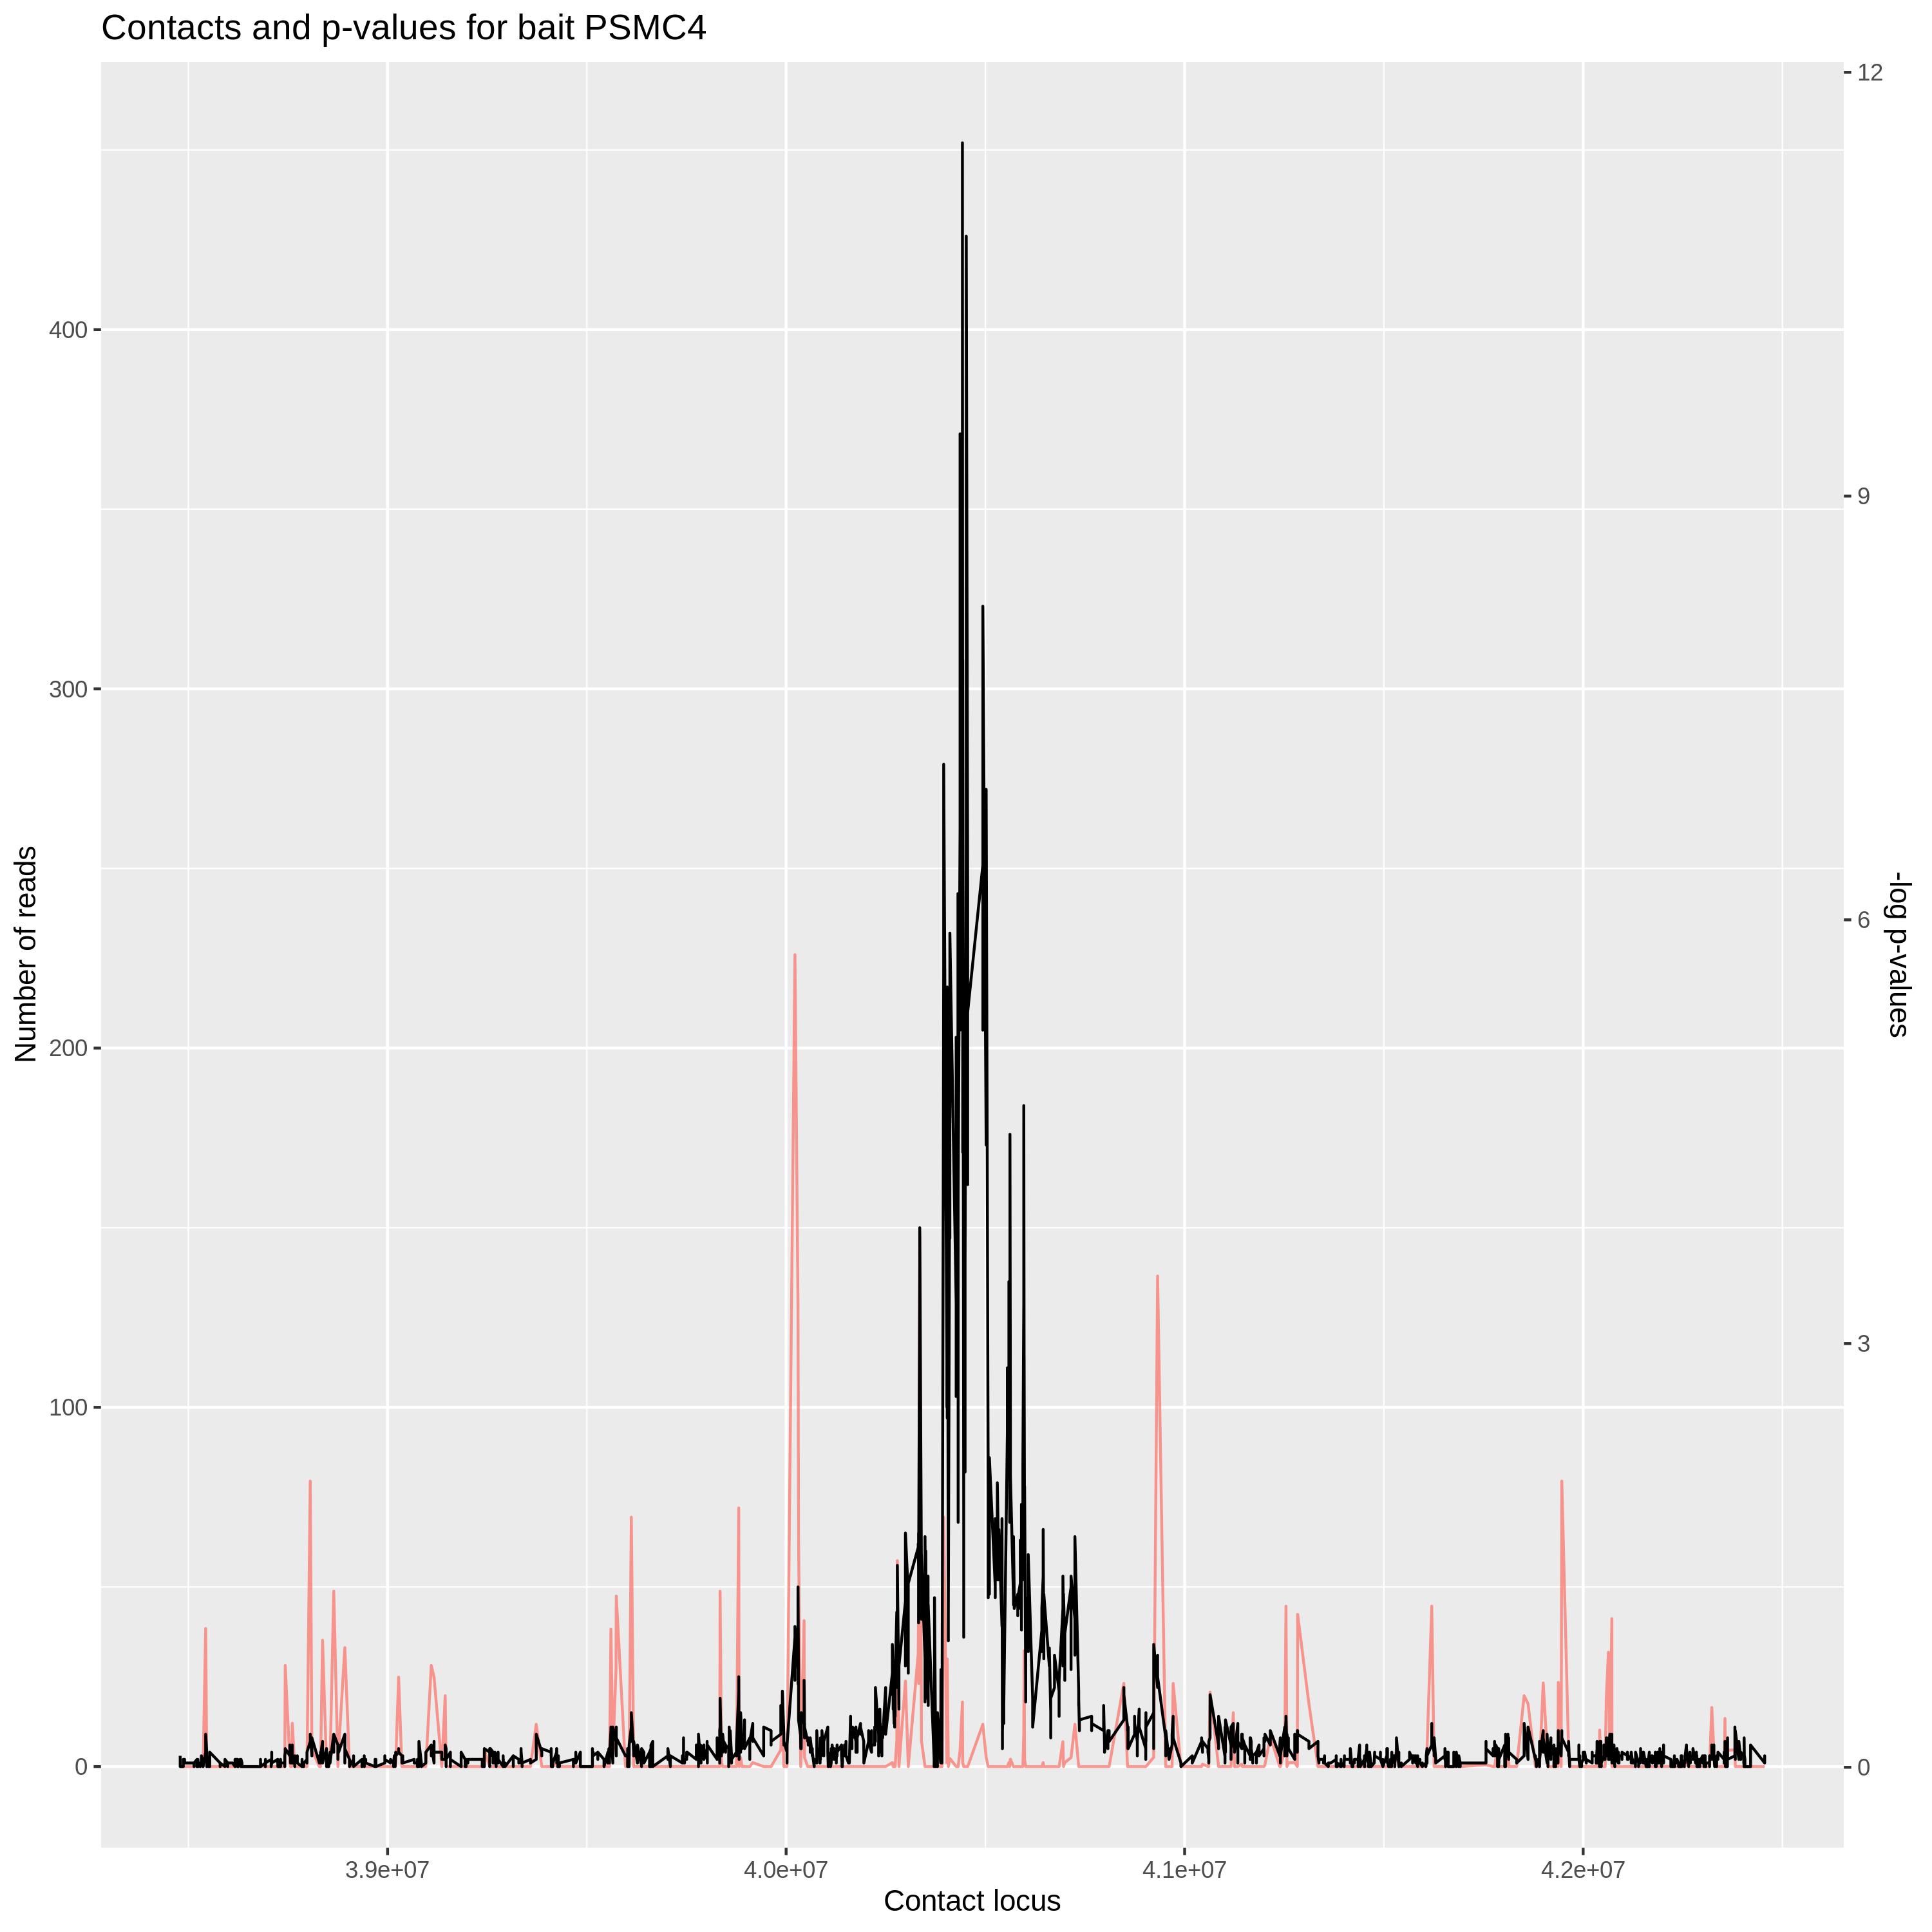 Contacts and p-values for bait PSMC4
Number of reads
400
300
200
100
0
12
9
6
3
0
-log p-values
3.9e+07
4.0e+07
4.1e+07
4.2e+07
Contact locus